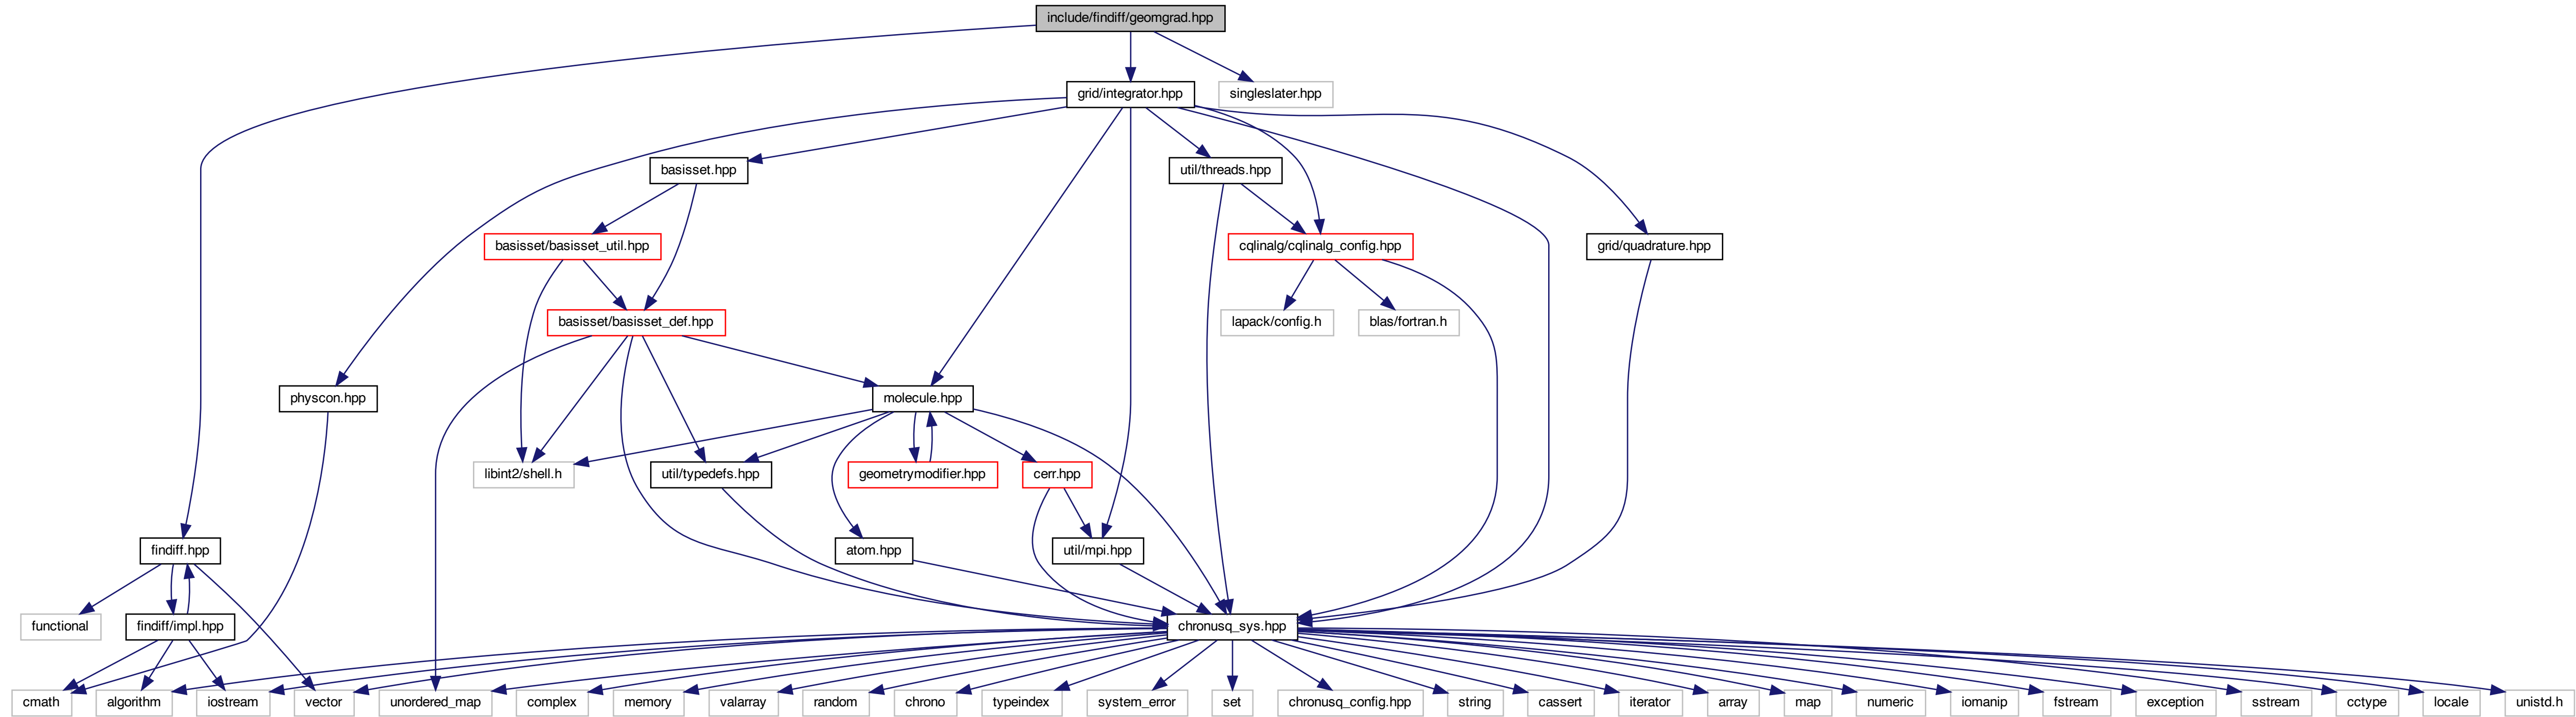 include/findiff/geomgrad.hpp
grid/integrator.hpp
singleslater.hpp
basisset.hpp
util/threads.hpp
basisset/basisset_util.hpp
cqlinalg/cqlinalg_config.hpp
grid/quadrature.hpp
basisset/basisset_def.hpp
lapack/config.h
blas/fortran.h
physcon.hpp
molecule.hpp
libint2/shell.h
util/typedefs.hpp
geometrymodifier.hpp
cerr.hpp
findiff.hpp
atom.hpp
util/mpi.hpp
functional
findiff/impl.hpp
chronusq_sys.hpp
cmath
algorithm
iostream
vector
unordered_map
complex
memory
valarray
random
chrono
typeindex
system_error
set
chronusq_config.hpp
string
cassert
iterator
array
map
numeric
iomanip
fstream
exception
sstream
cctype
locale
unistd.h